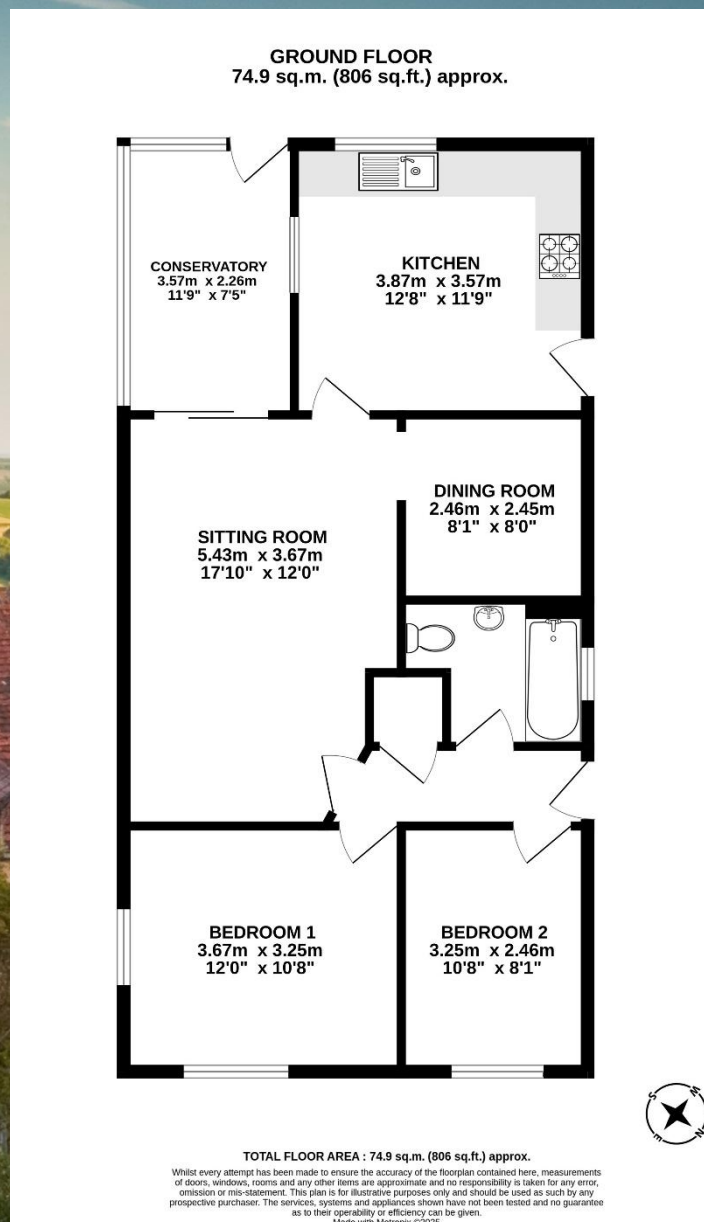 GROUND FLOOR
74.9 sq.m. (806 sq.ft.) approx.
CONSERVATORY
3.57m x 2.26m
11'9" x 7'5"
KITCHEN
3.87m x 3.57m
12'8" x 11'9"
DINING ROOM
2.46m x 2.45m
8'1" x 8'0"
SITTING ROOM
5.43m x 3.67m
17'10" x 12'0"
BEDROOM 1
3.67m x 3.25m
12'0" x 10'8"
BEDROOM 2
3.25m x 2.46m
10'8" x 8'1"
S W
E N
TOTAL FLOOR AREA : 74.9 sq.m. (806 sq.ft.) approx.
Whilst every attempt has been made to ensure the accuracy of the floorplan contained here, measurements
of doors, windows, rooms and any other items are approximate and no responsibility is taken for any error,
omission or mis-statement. This plan is for illustrative purposes only and should be used as such by any
prospective purchaser. The services, systems and appliances shown have not been tested and no guarantee
as to their operability or efficiency can be given.
Made with Metropix ©2025